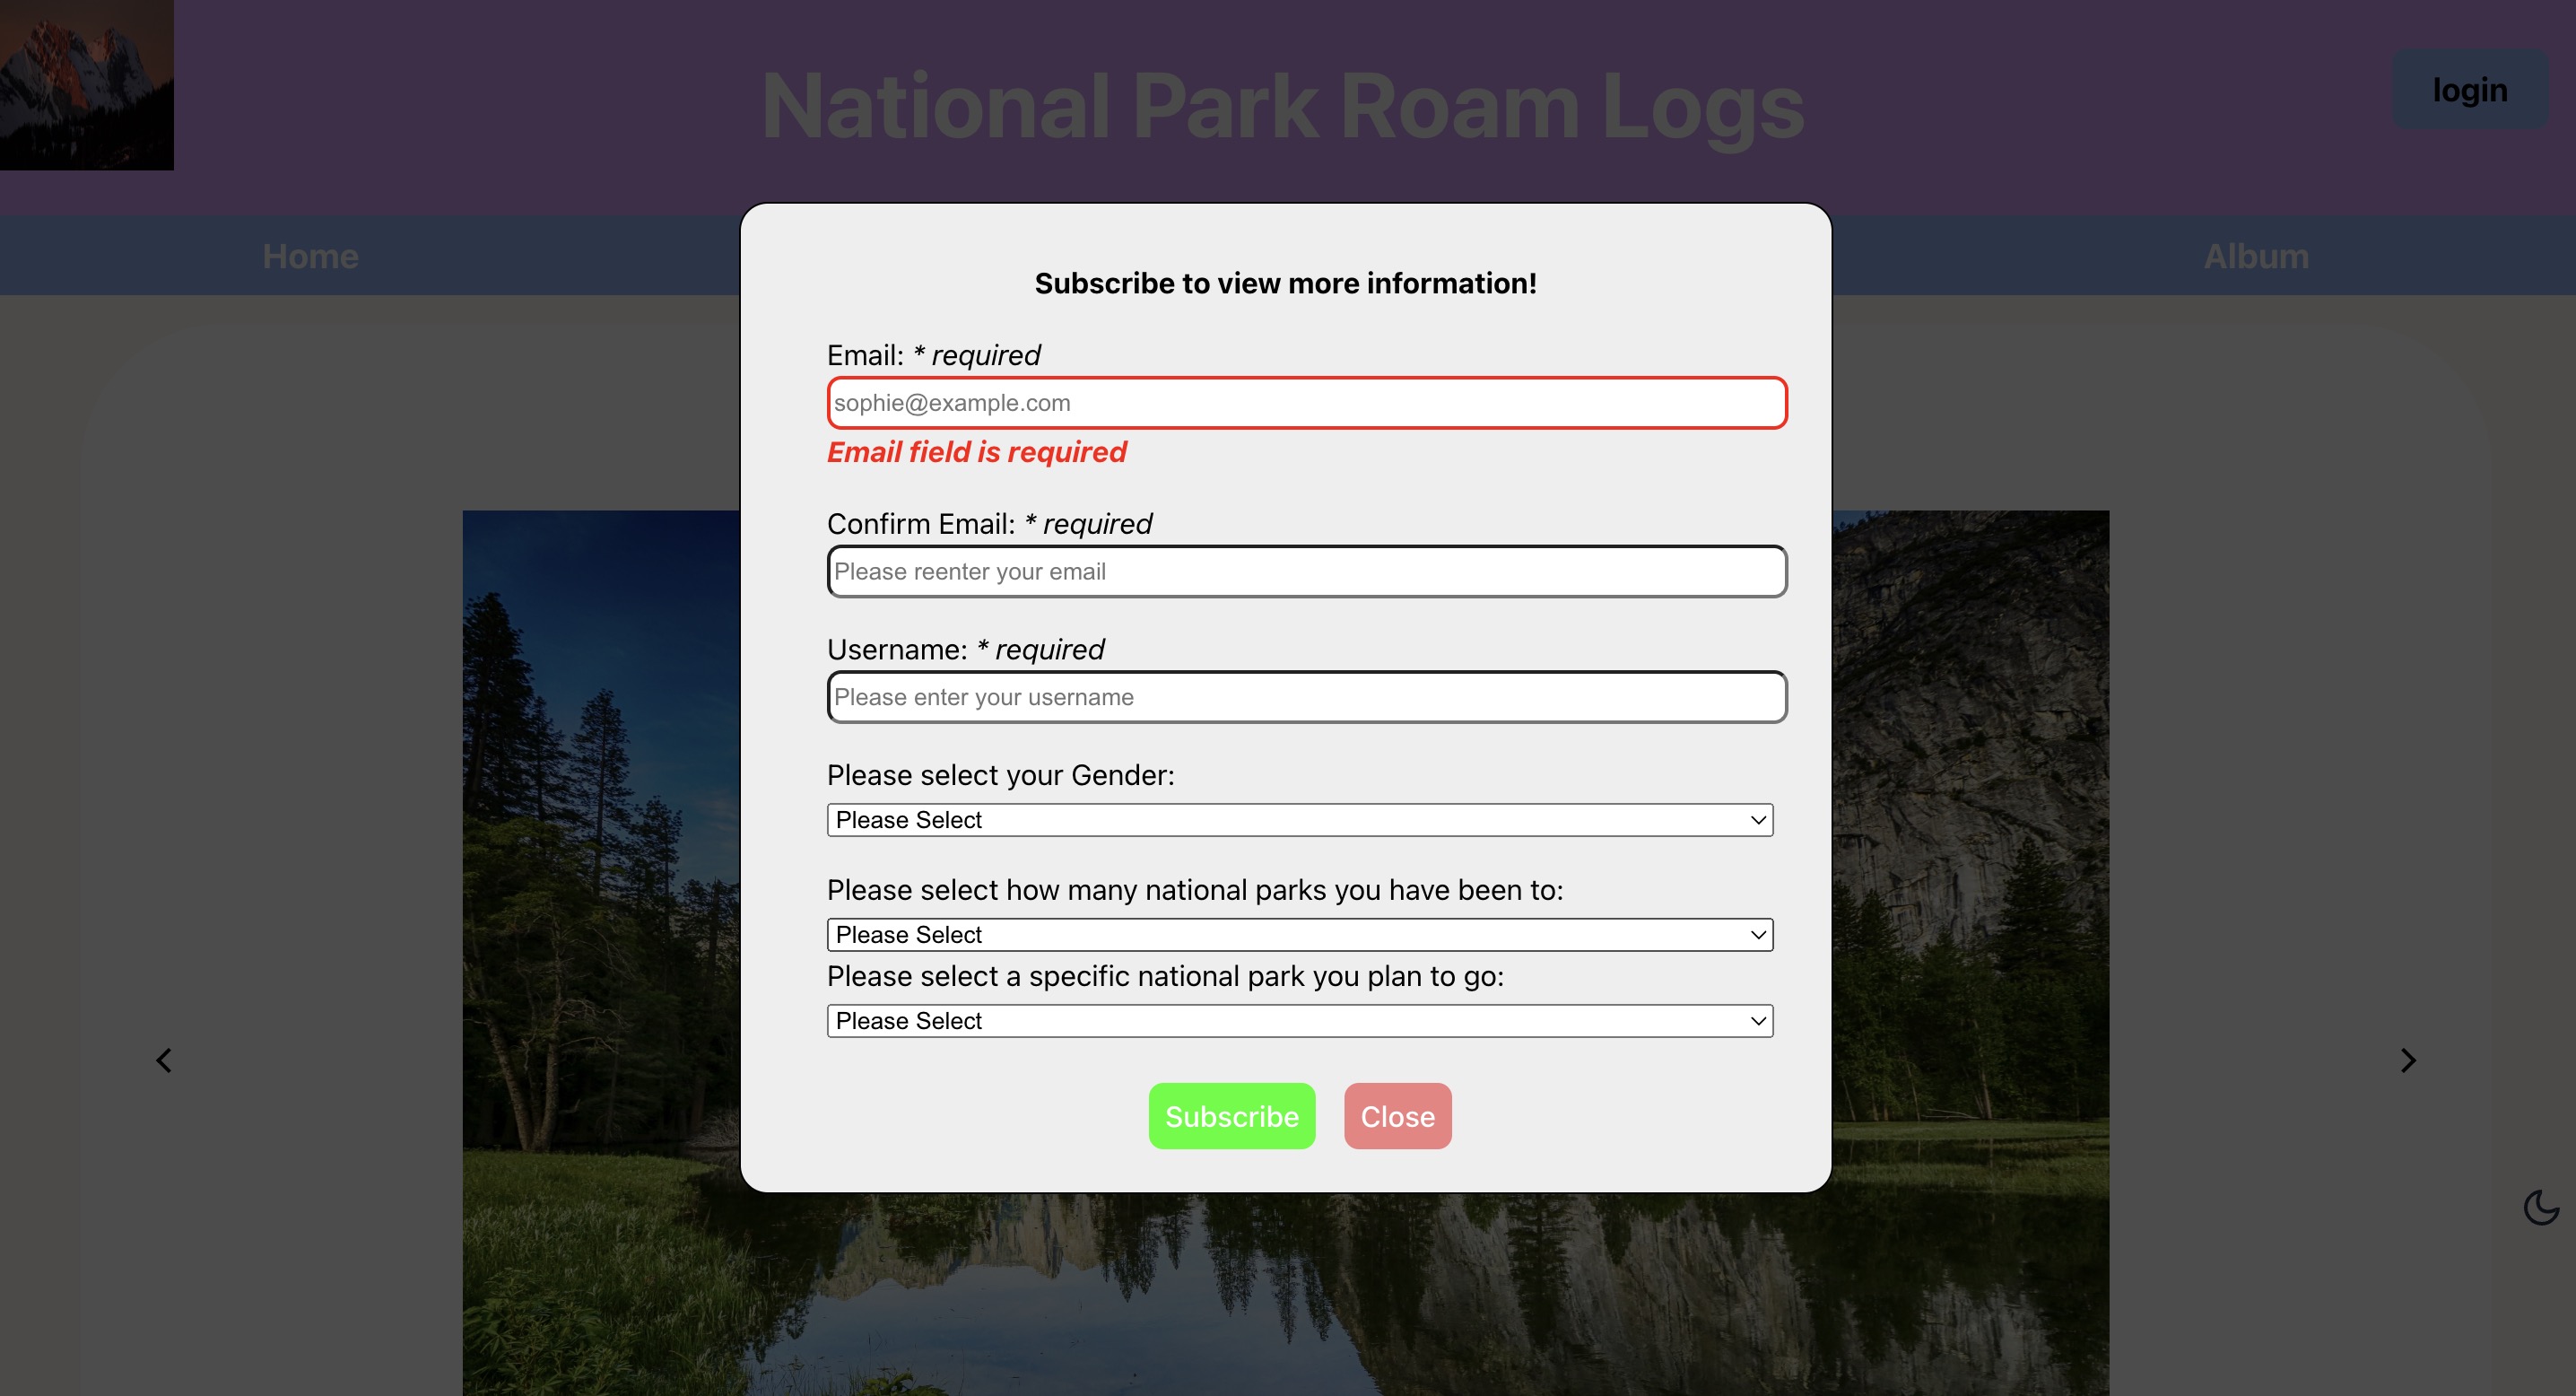 National Park Roam Logs
login
Home
Album
Subscribe to view more information!
Email: * required
sophie@example.com
Email field is required
Confirm Email: * required
Please reenter your email
Username: * required
Please enter your username
Please select your Gender:
Please Select
Please select how many national parks you have been to:
Please Select
Please select a specific national park you plan to go:
Please Select
Subscribe
Close